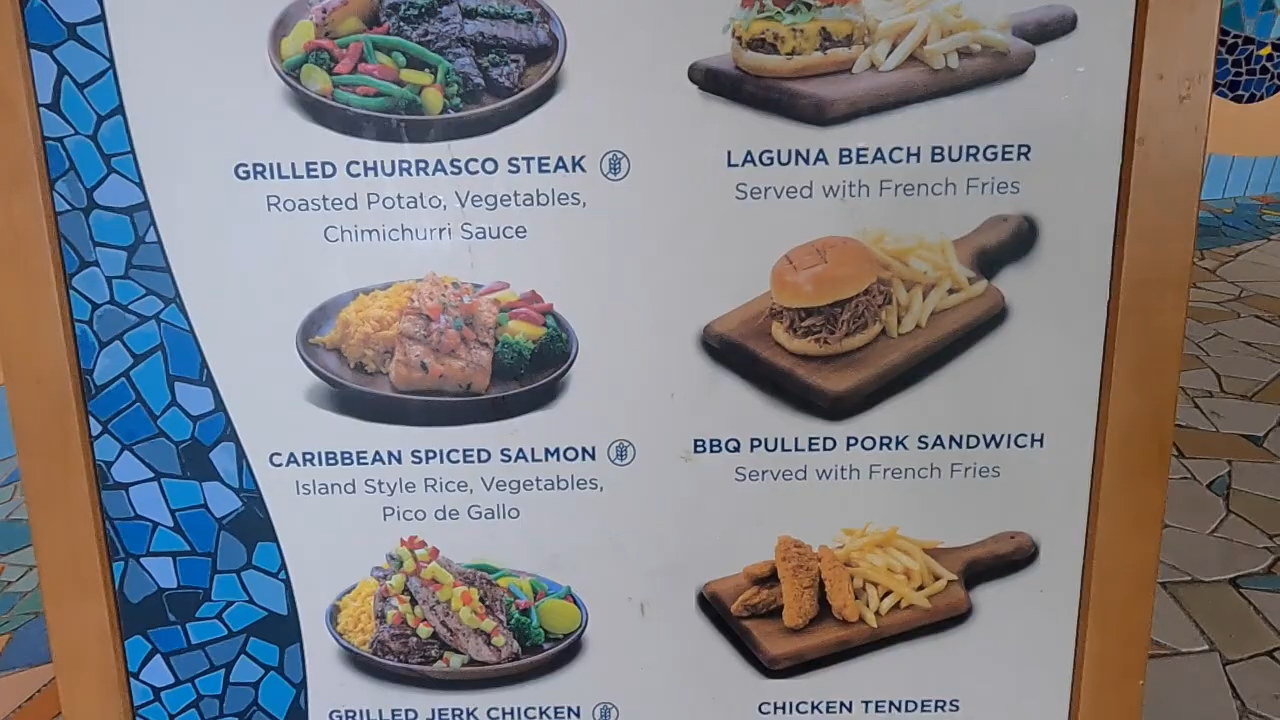 GRILLED CHURRASCO STEAK
Roasted Potato, Vegetables,
Chimichurri Sauce
CARIBBEAN SPICED SALMON
Island Style Rice, Vegetables,
Pico de Gallo
GRILLED JERK CHICKEN
LAGUNA BEACH BURGER
Served with French Fries
BBQ PULLED PORK SANDWICH
Served with French Fries
CHICKEN TENDERS